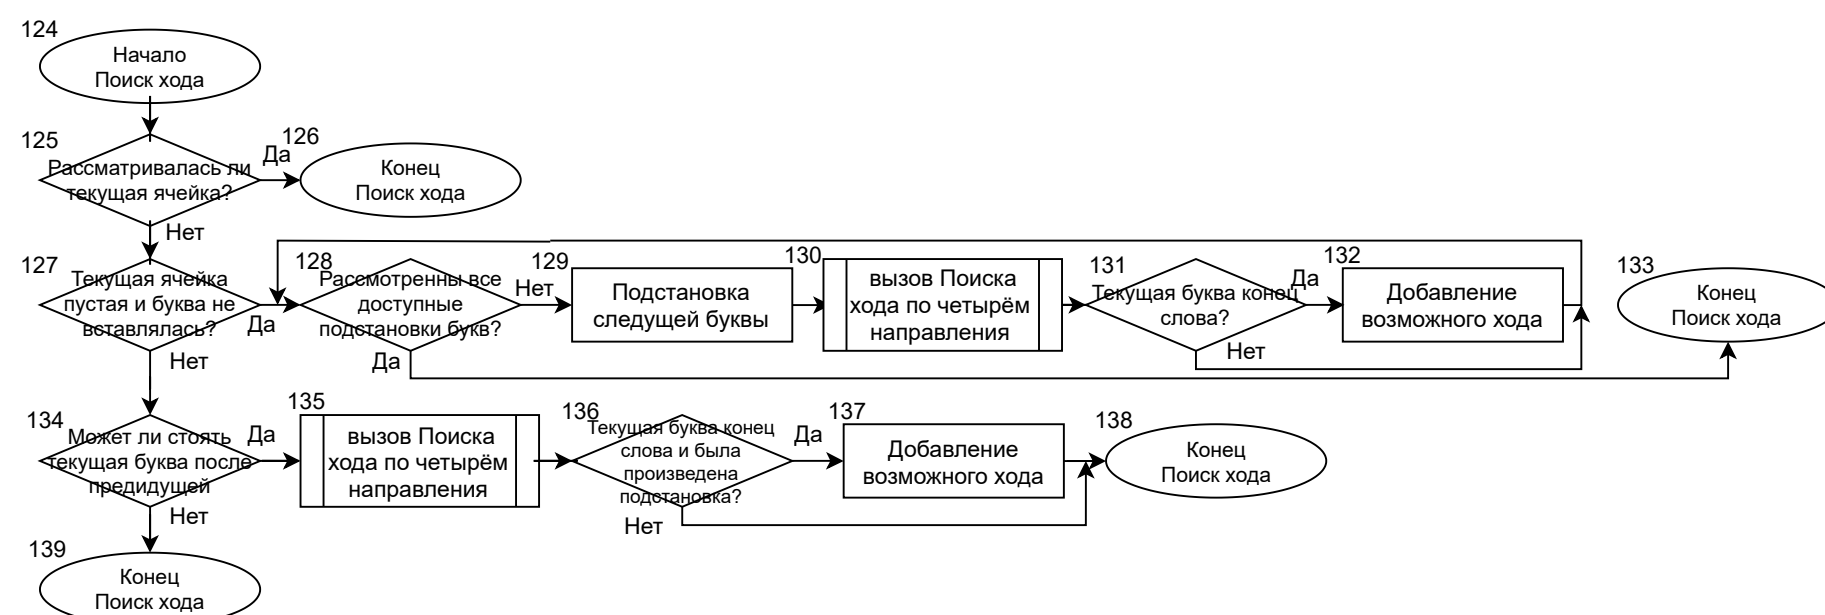 124
Начало
Поиск хода
125
Рассматривалась ли
текущая ячейка?
Да
126
Конец
Поиск хода
Нет
127
Текущая ячейка
пустая и буква не
вставлялась?
Да
128
Рассмотренны все
доступные
подстановки букв?
Нет
Да
129
Подстановка
следущей буквы
130
вызов Поиска
хода по четырём
направления
131
Текущая буква конец
слова?
Да
Нет
132
Добавление
возможного хода
133
Конец
Поиск хода
Нет
134
Может ли стоять
текущая буква после
предидущей
Да
135
вызов Поиска
хода по четырём
направления
136
Текущая буква конец
слова и была
произведена
подстановка?
Да
Нет
137
Добавление
возможного хода
138
Конец
Поиск хода
Нет
139
Конец
Поиск хода